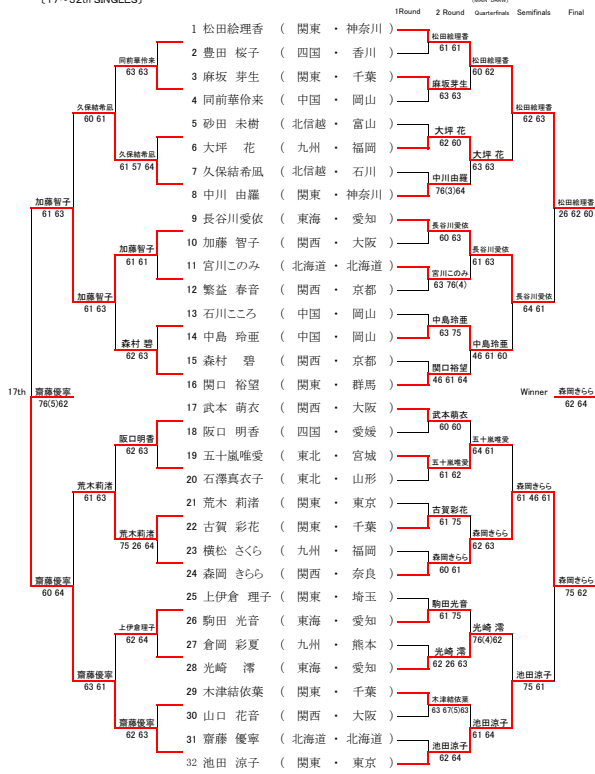 [17~32th SINGLES]
1Round 2 Round Quarterfinals Semifinals Final
1 松田絵理香 ( 関東 ・ 神奈川 )
2 豊田 桜子 ( 四国 ・ 香川 )
3 麻坂 芽生 ( 関東 ・ 千葉 )
4 同前華伶来 ( 中国 ・ 岡山 )
5 砂田 未樹 ( 北信越 ・ 富山 )
6 大坪 花 ( 九州 ・ 福岡 )
7 久保結希凪 ( 北信越 ・ 石川 )
8 中川 由羅 ( 関東 ・ 神奈川 )
9 長谷川愛依 ( 東海 ・ 愛知 )
10 加藤 智子 ( 関西 ・ 大阪 )
11 宮川このみ ( 北海道 ・ 北海道 )
12 繁益 春音 ( 関西 ・ 京都 )
13 石川こころ ( 中国 ・ 岡山 )
14 中島 玲亜 ( 中国 ・ 岡山 )
15 森村 碧 ( 関西 ・ 京都 )
16 関口 裕望 ( 関東 ・ 群馬 )
17 武本 萌衣 ( 関西 ・ 大阪 )
18 阪口 明香 ( 四国 ・ 愛媛 )
19 五十嵐唯愛 ( 東北 ・ 宮城 )
20 石澤真衣子 ( 東北 ・ 山形 )
21 荒木 莉渚 ( 関東 ・ 東京 )
22 古賀 彩花 ( 関東 ・ 千葉 )
23 横松 さくら ( 九州 ・ 福岡 )
24 森岡 きらら ( 関西 ・ 奈良 )
25 上伊倉 理子 ( 関東 ・ 埼玉 )
26 駒田 光音 ( 東海 ・ 愛知 )
27 倉岡 彩夏 ( 九州 ・ 熊本 )
28 光崎 澪 ( 東海 ・ 愛知 )
29 木津結依葉 ( 関東 ・ 千葉 )
30 山口 花音 ( 関西 ・ 大阪 )
31 齋藤 優寧 ( 北海道 ・ 北海道 )
32 池田 涼子 ( 関東 ・ 東京 )
松田絵理香
61 61
麻坂芽生
63 63
大坪 花
62 60
中川由羅
76(3)64
長谷川愛依
60 63
宮川このみ
63 76(4)
中島玲亜
63 75
関口裕望
46 61 64
武本萌衣
60 60
五十嵐唯愛
61 62
古賀彩花
61 75
森岡きらら
60 61
駒田光音
61 75
光崎 澪
62 26 63
木津結依葉
63 67(5)63
池田涼子
62 64
松田絵理香
60 62
大坪 花
63 63
長谷川愛依
61 63
中島玲亜
46 61 60
五十嵐唯愛
64 61
森岡きらら
62 63
光崎 澪
76(4)62
池田涼子
61 64
松田絵理香
62 63
長谷川愛依
64 61
森岡きらら
61 46 61
池田涼子
75 61
松田絵理香
26 62 60
森岡きらら
75 62
Winner 森岡きらら
62 64
同前華伶来
63 63
久保結希凪
61 57 64
加藤智子
61 61
森村 碧
62 63
阪口明香
62 63
荒木莉渚
75 26 64
上伊倉理子
62 64
齋藤優寧
62 63
久保結希凪
60 61
加藤智子
61 63
荒木莉渚
61 63
齋藤優寧
63 61
加藤智子
61 63
齋藤優寧
60 64
17th 齋藤優寧
76(5)62